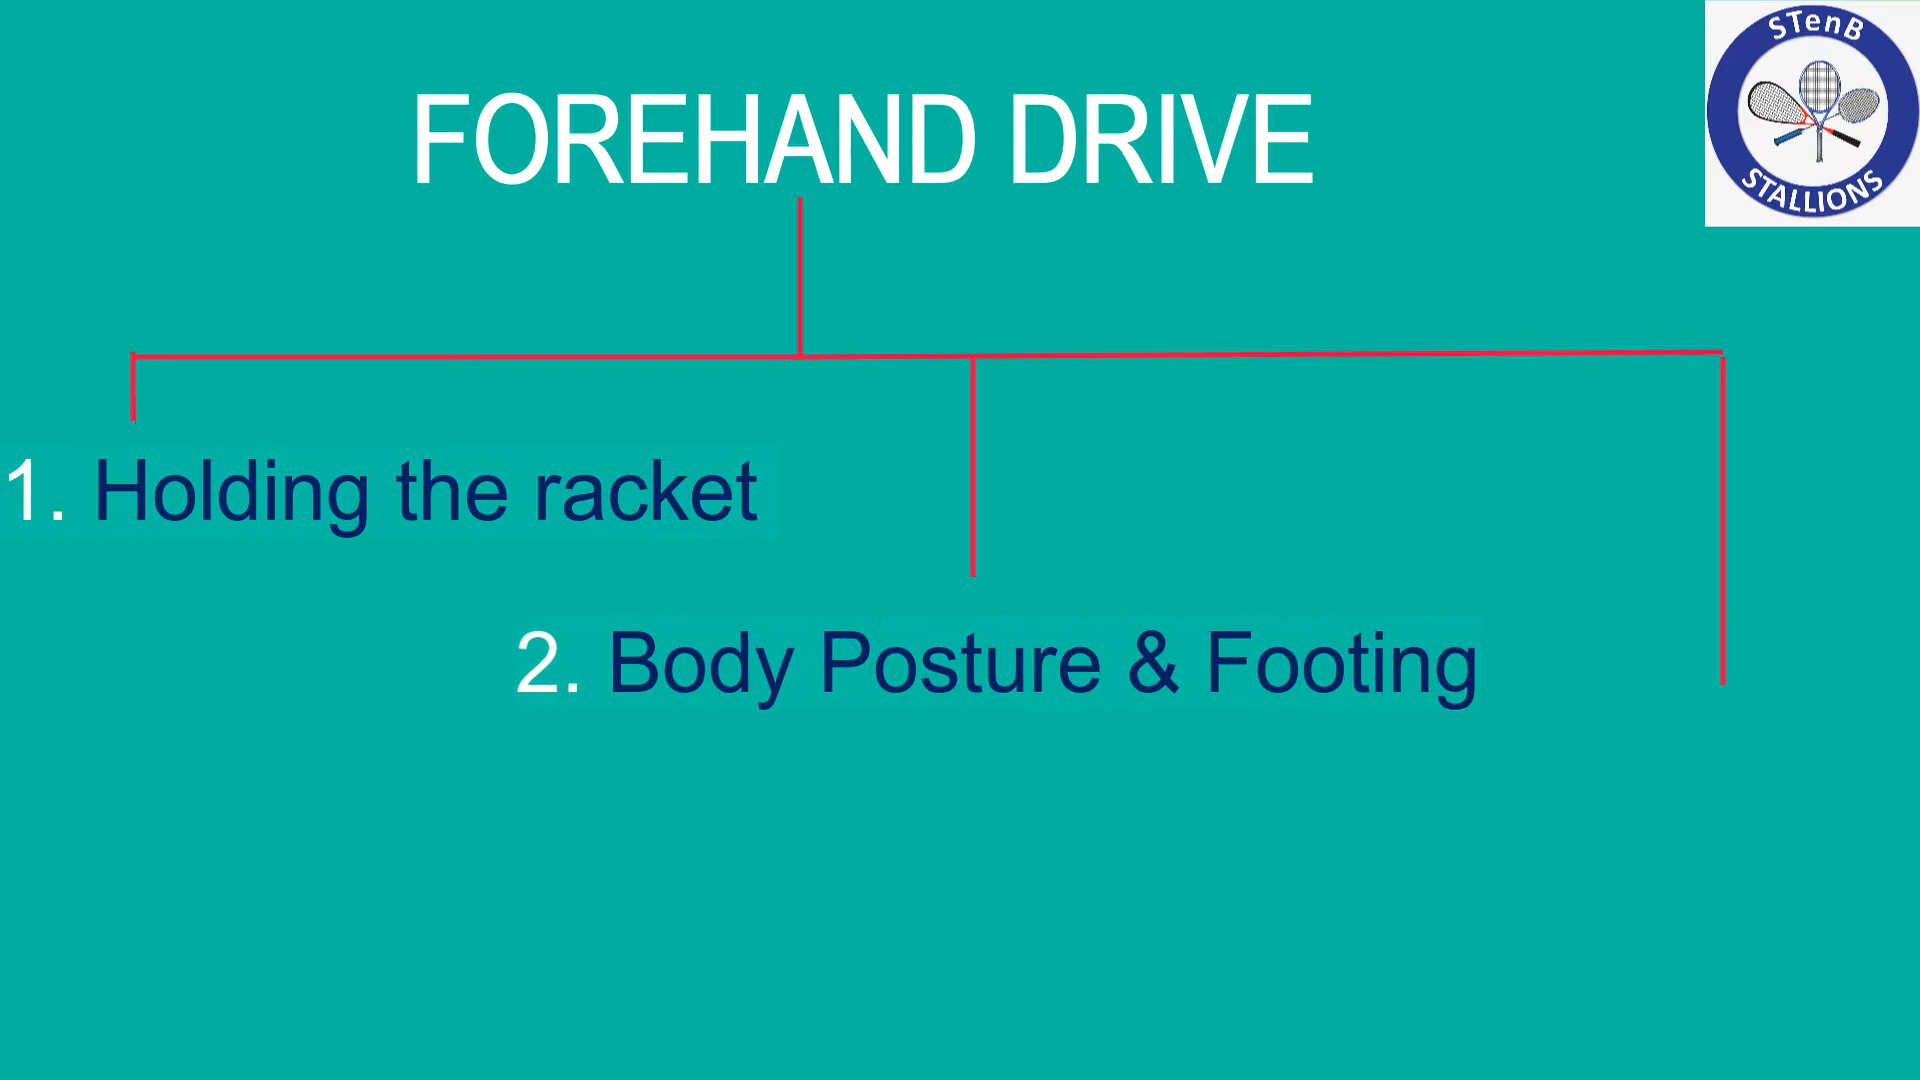 STenB
STALLIONS
FOREHAND DRIVE
1. Holding the racket
2. Body Posture & Footing